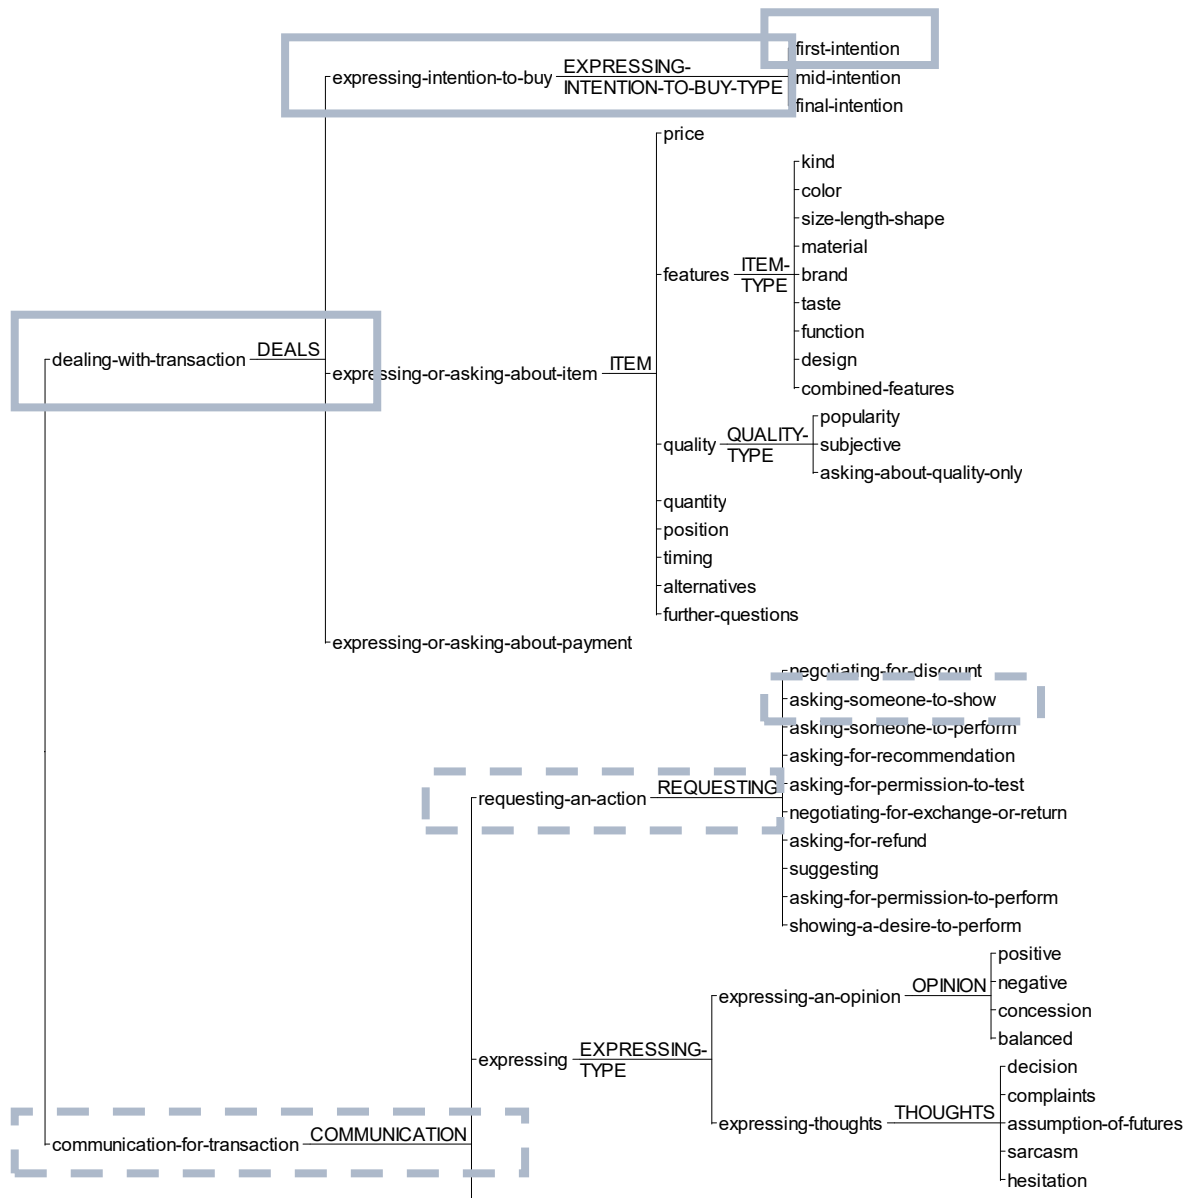 first-intention
expressing-intention-to-buy EXPRESSING-
INTENTION-TO-BUY-TYPE
mid-intention
final-intention
price
kind
color
size-length-shape
material
features ITEM-
TYPE
brand
taste
function
design
combined-features
dealing-with-transaction DEALS
expressing-or-asking-about-item ITEM
popularity
quality QUALITY-
TYPE
subjective
asking-about-quality-only
quantity
position
timing
alternatives
further-questions
expressing-or-asking-about-payment
negotiating-for-discount
asking-someone-to-show
asking-someone-to-perform
asking-for-recommendation
requesting-an-action REQUESTING
asking-for-permission-to-test
negotiating-for-exchange-or-return
asking-for-refund
suggesting
asking-for-permission-to-perform
showing-a-desire-to-perform
positive
expressing-an-opinion OPINION
negative
concession
balanced
expressing EXPRESSING-
TYPE
decision
complaints
expressing-thoughts THOUGHTS
assumption-of-futures
sarcasm
hesitation
communication-for-transaction COMMUNICATION